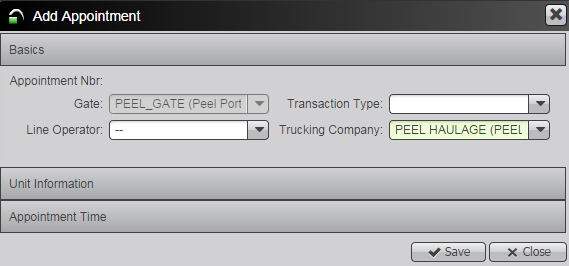 Add Appointment
Basics
Appointment Nbr:
Gate: PEEL_GATE (Peel Port Transaction Type:
Line Operator: -- Trucking Company: PEEL HAULAGE (PEEL
Unit Information
Appointment Time
Save Close